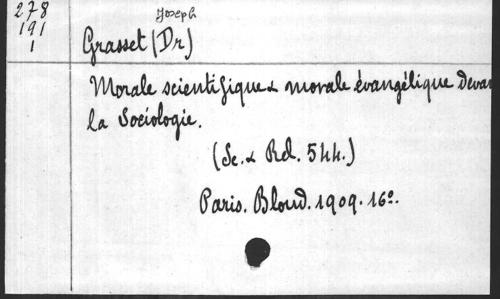 278
191
1
Joseph
Grasset (Dr)
Morale scientifique & morale évangélique devan
la Sociologie.
(Sc. & Rel. 544.)
Paris. Bloud. 1909. 16º.